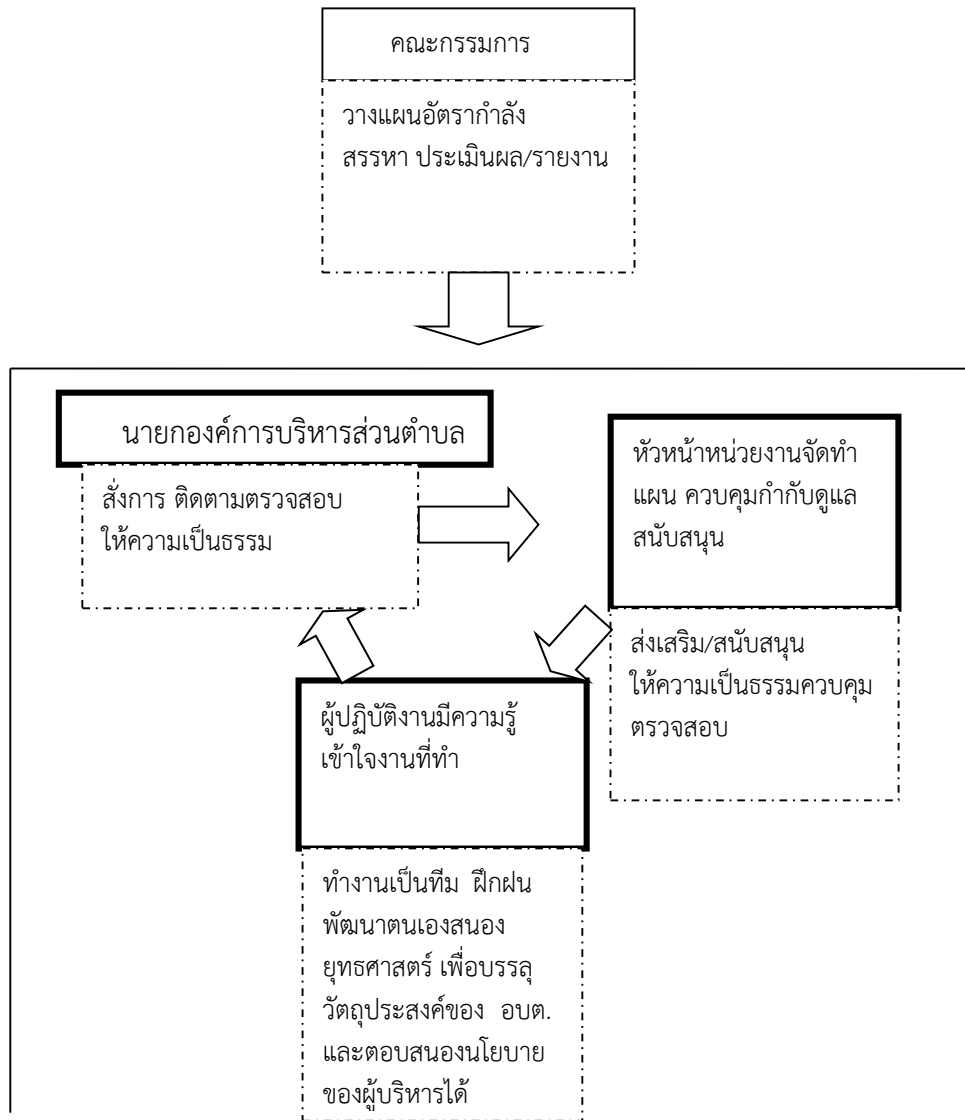 คณะกรรมการ
วางแผนอัตรากำลัง
สรรหา ประเมินผล/รายงาน
นายกองค์การบริหารส่วนตำบล
สั่งการ ติดตามตรวจสอบ
ให้ความเป็นธรรม
หัวหน้าหน่วยงานจัดทำ
แผน ควบคุมกำกับดูแล
สนับสนุน
ส่งเสริม/สนับสนุน
ให้ความเป็นธรรมควบคุม
ตรวจสอบ
ผู้ปฏิบัติงานมีความรู้
เข้าใจงานที่ทำ
ทำงานเป็นทีม ฝึกฝน
พัฒนาตนเองสนอง
ยุทธศาสตร์ เพื่อบรรลุ
วัตถุประสงค์ของ อบต.
และตอบสนองนโยบาย
ของผู้บริหารได้